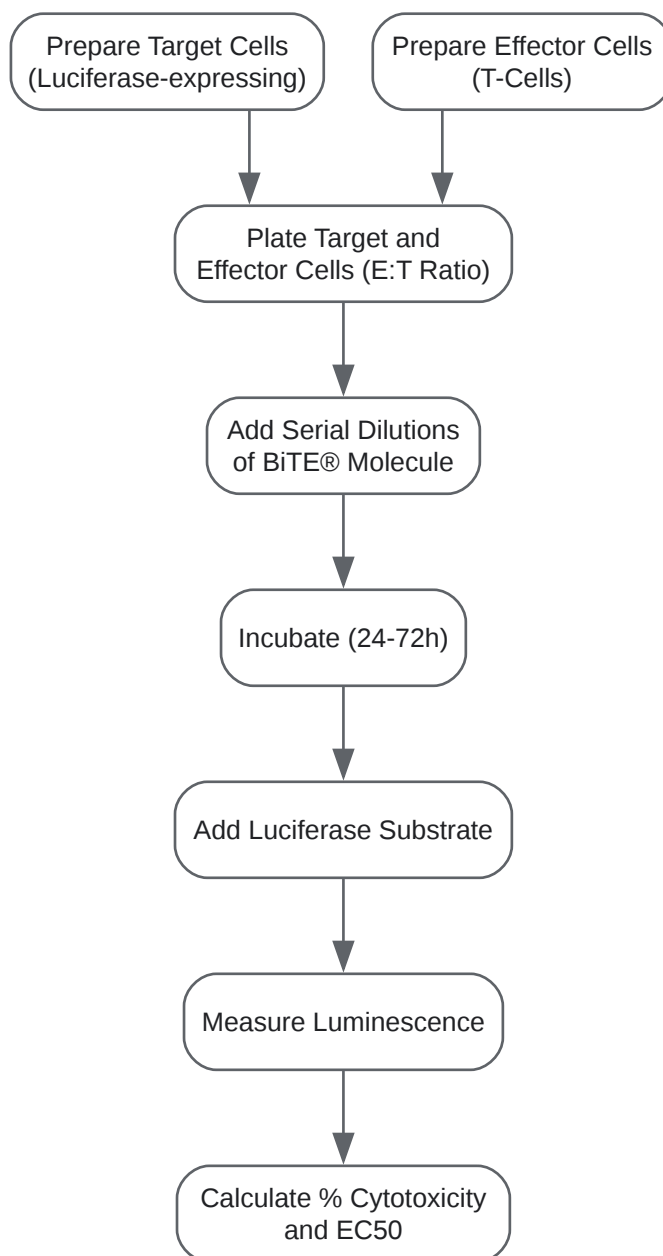 Prepare Target Cells
(Luciferase-expressing)
Prepare Effector Cells
(T-Cells)
Plate Target and
Effector Cells (E:T Ratio)
Add Serial Dilutions
of BiTE® Molecule
Incubate (24-72h)
Add Luciferase Substrate
Measure Luminescence
Calculate % Cytotoxicity
and EC50